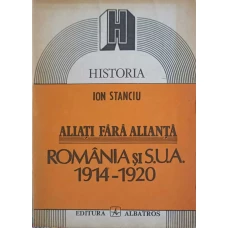 H
HISTORIA
ION STANCIU
ALIAȚI FĂRĂ ALIANȚĂ
ROMÂNIA ȘI S.U.A.
1914-1920
EDITURA A ALBATROS